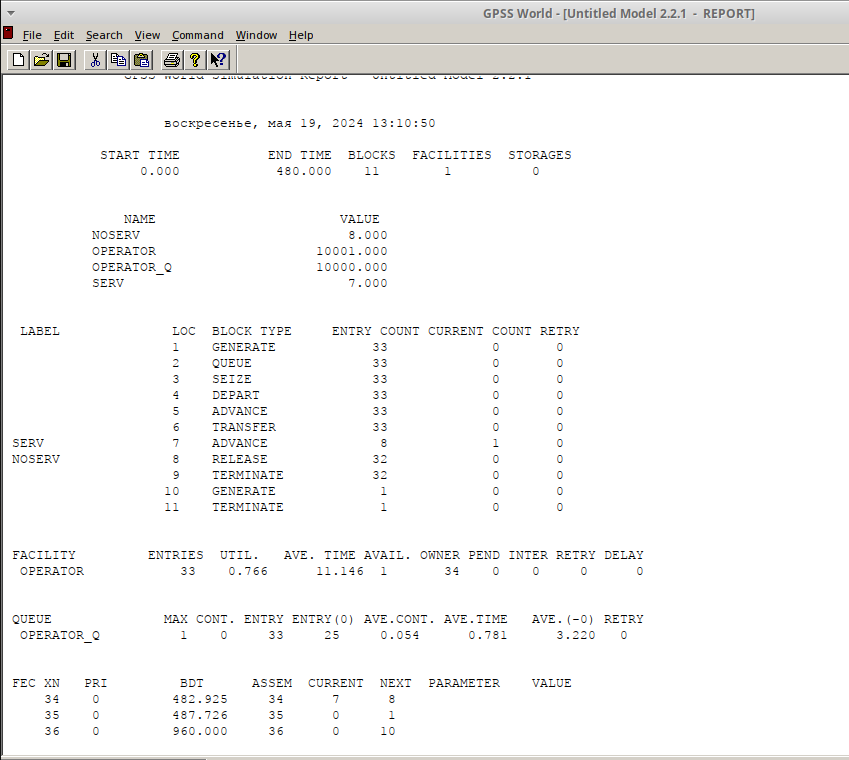 GPSS World - [Untitled Model 2.2.1 - REPORT]
File Edit Search View Command Window Help
GPSS World Simulation Report - Untitled Model 2.2.1
воскресенье, мая 19, 2024 13:10:50
START TIME END TIME BLOCKS FACILITIES STORAGES
0.000 480.000 11 1 0
NAME VALUE
NOSERV 8.000
OPERATOR 10001.000
OPERATOR_Q 10000.000
SERV 7.000
LABEL LOC BLOCK TYPE ENTRY COUNT CURRENT COUNT RETRY
1 GENERATE 33 0 0
2 QUEUE 33 0 0
3 SEIZE 33 0 0
4 DEPART 33 0 0
5 ADVANCE 33 0 0
6 TRANSFER 33 0 0
SERV 7 ADVANCE 8 1 0
NOSERV 8 RELEASE 32 0 0
9 TERMINATE 32 0 0
10 GENERATE 1 0 0
11 TERMINATE 1 0 0
FACILITY ENTRIES UTIL. AVE. TIME AVAIL. OWNER PEND INTER RETRY DELAY
OPERATOR 33 0.766 11.146 1 34 0 0 0 0
QUEUE MAX CONT. ENTRY ENTRY(0) AVE.CONT. AVE.TIME AVE.(-0) RETRY
OPERATOR_Q 1 0 33 25 0.054 0.781 3.220 0
FEC XN PRI BDT ASSEM CURRENT NEXT PARAMETER VALUE
34 0 482.925 34 7 8
35 0 487.726 35 0 1
36 0 960.000 36 0 10